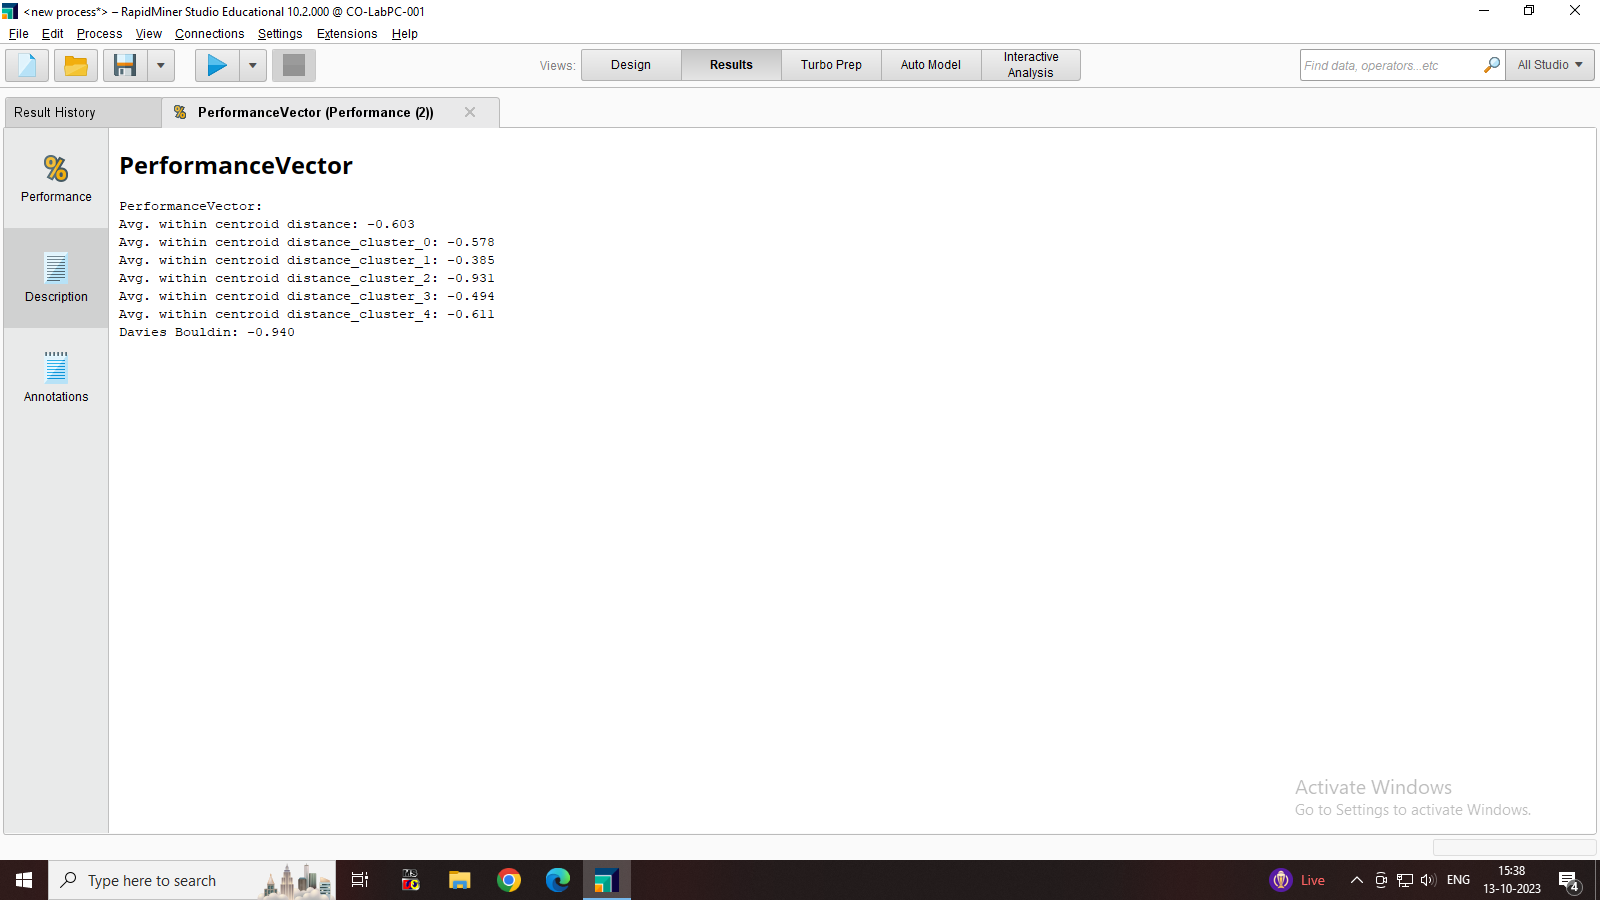 <new process*> – RapidMiner Studio Educational 10.2.000 @ CO-LabPC-001
File Edit Process View Connections Settings Extensions Help
Views: Design Results Turbo Prep Auto Model Interactive Analysis
Find data, operators...etc
All Studio
Result History
PerformanceVector (Performance (2))
Performance
Description
Annotations
PerformanceVector
PerformanceVector:
Avg. within centroid distance: -0.603
Avg. within centroid distance_cluster_0: -0.578
Avg. within centroid distance_cluster_1: -0.385
Avg. within centroid distance_cluster_2: -0.931
Avg. within centroid distance_cluster_3: -0.494
Avg. within centroid distance_cluster_4: -0.611
Davies Bouldin: -0.940
Activate Windows
Go to Settings to activate Windows.
Type here to search
Live
ENG
15:38
13-10-2023
4